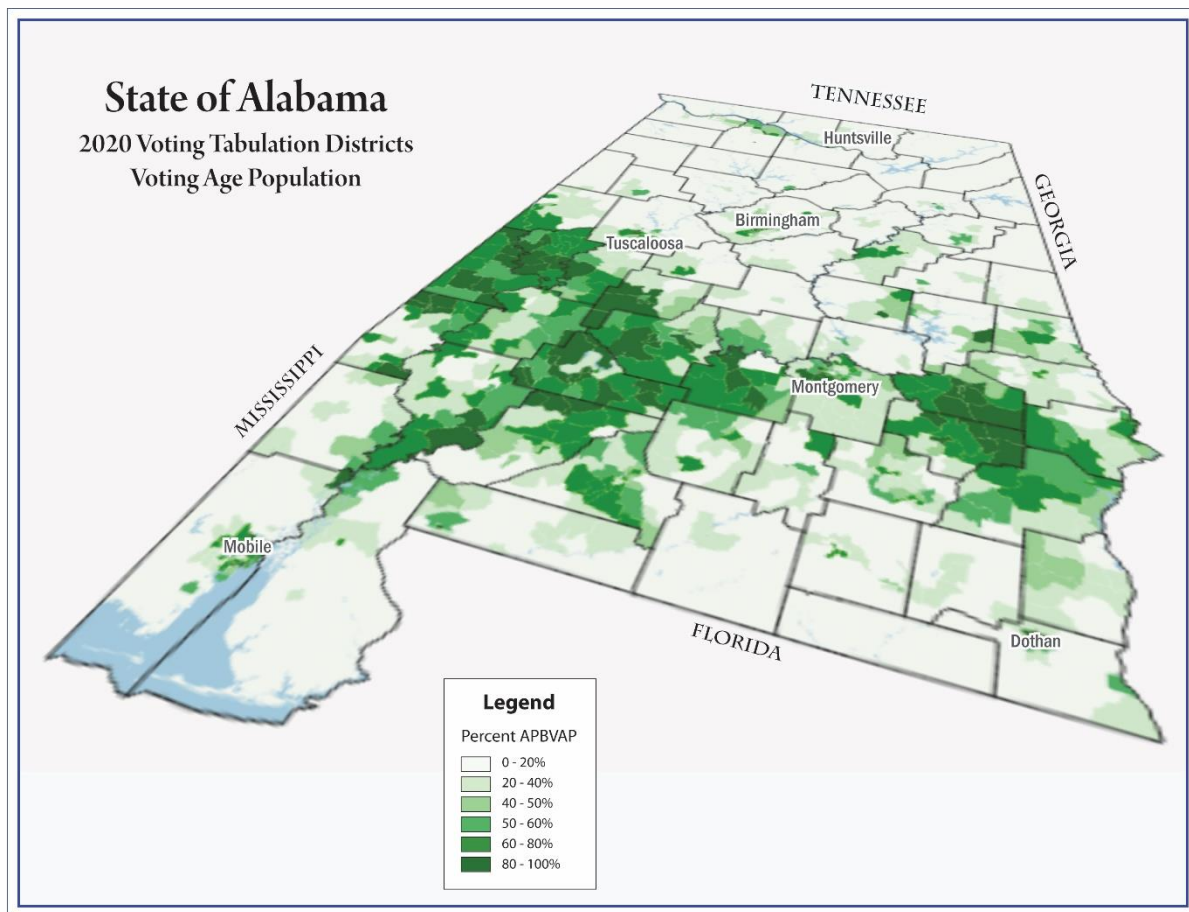 State of Alabama
2020 Voting Tabulation Districts
Voting Age Population
TENNESSEE
Huntsville
GEORGIA
Birmingham
Tuscaloosa
MISSISSIPPI
Montgomery
Mobile
FLORIDA
Dothan
Legend
Percent APBVAP
0 - 20%
20 - 40%
40 - 50%
50 - 60%
60 - 80%
80 - 100%